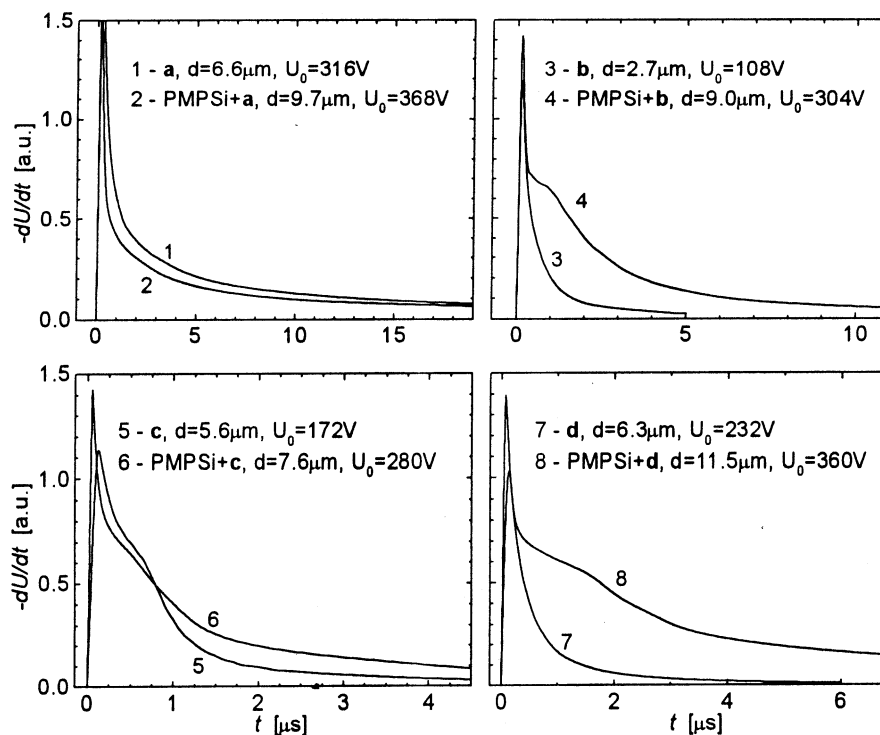 1.5
1 - a, d=6.6μm, U₀=316V
2 - PMPSi+a, d=9.7μm, U₀=368V
1.0
-dU/dt [a.u.]
0.5
1
2
0.0
0 5 10 15
3 - b, d=2.7μm, U₀=108V
4 - PMPSi+b, d=9.0μm, U₀=304V
4
3
0 5 10
1.5
5 - c, d=5.6μm, U₀=172V
6 - PMPSi+c, d=7.6μm, U₀=280V
1.0
-dU/dt [a.u.]
0.5
6
5
0.0
0 1 2 3 4
t [μs]
7 - d, d=6.3μm, U₀=232V
8 - PMPSi+d, d=11.5μm, U₀=360V
8
7
0 2 4 6
t [μs]